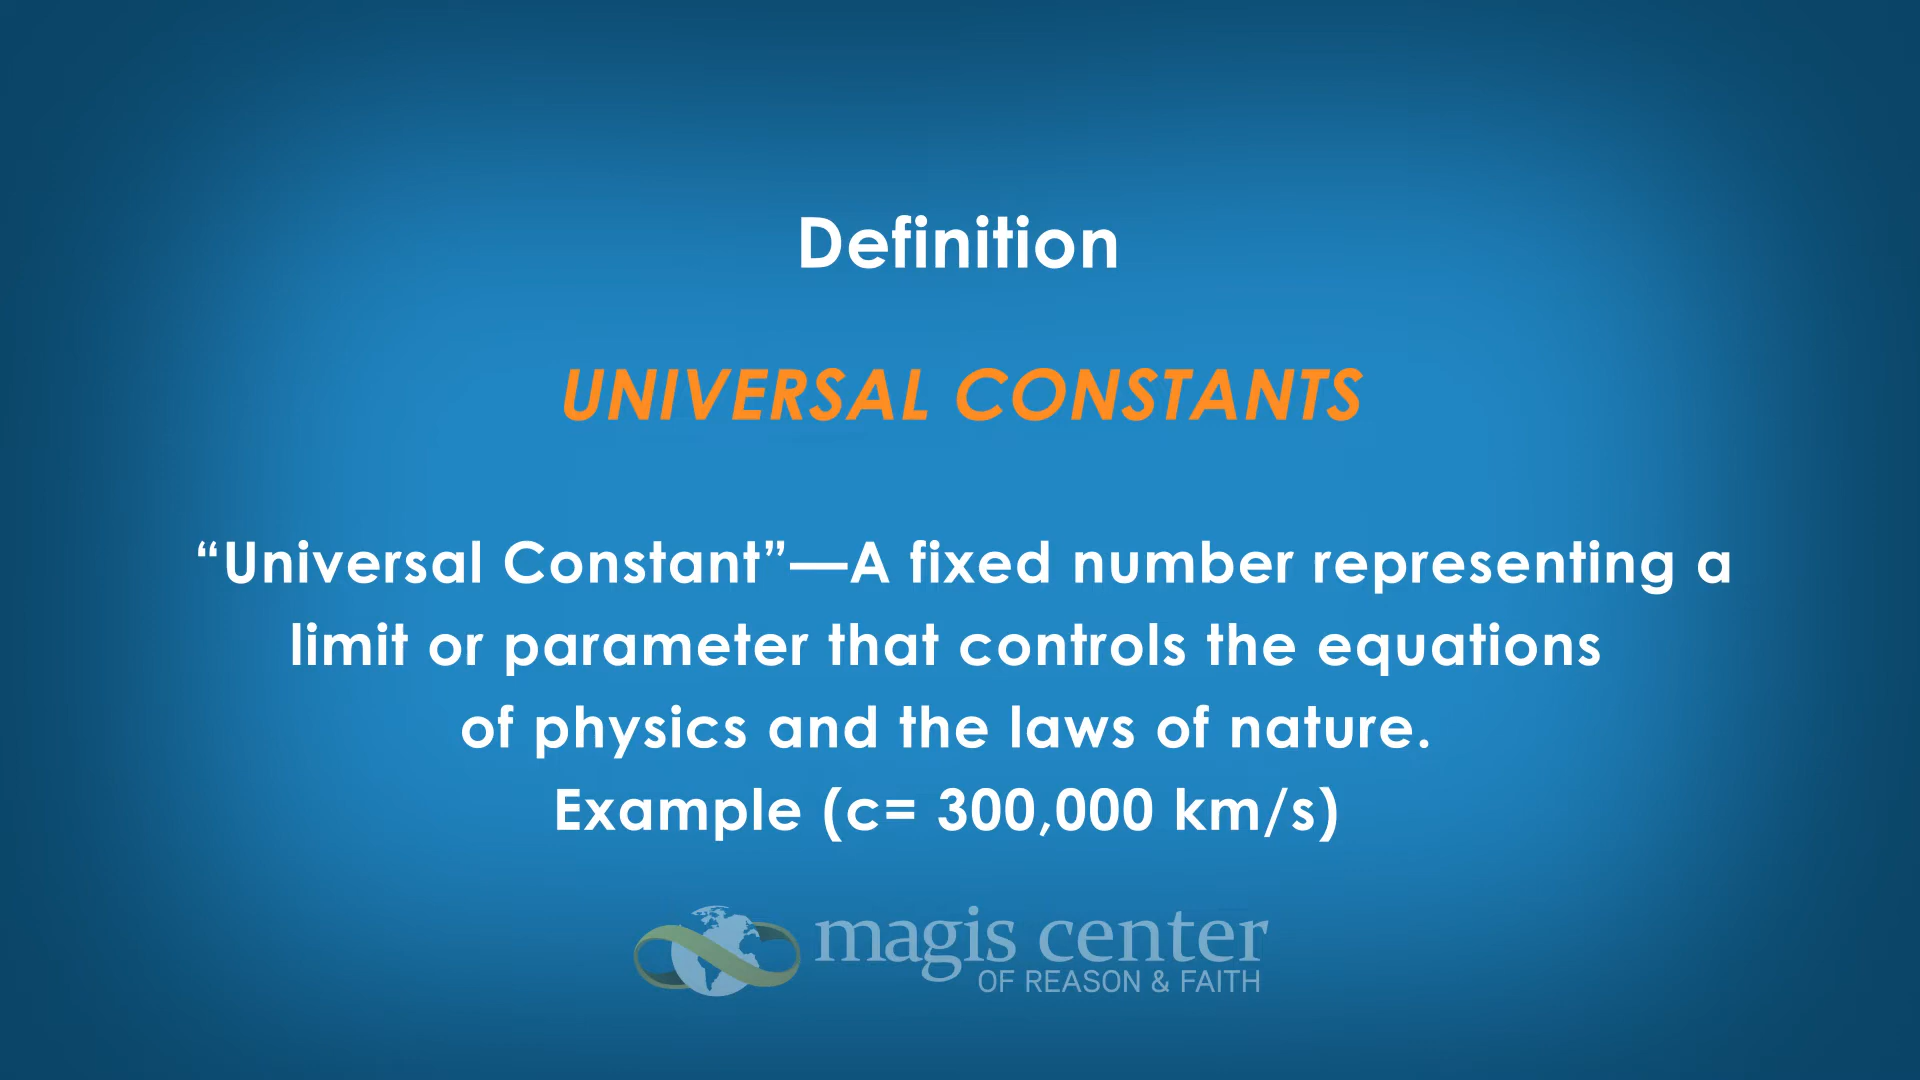 Definition
UNIVERSAL CONSTANTS
“Universal Constant”—A fixed number representing a
limit or parameter that controls the equations
of physics and the laws of nature.
Example (c= 300,000 km/s)
magis center
OF REASON & FAITH